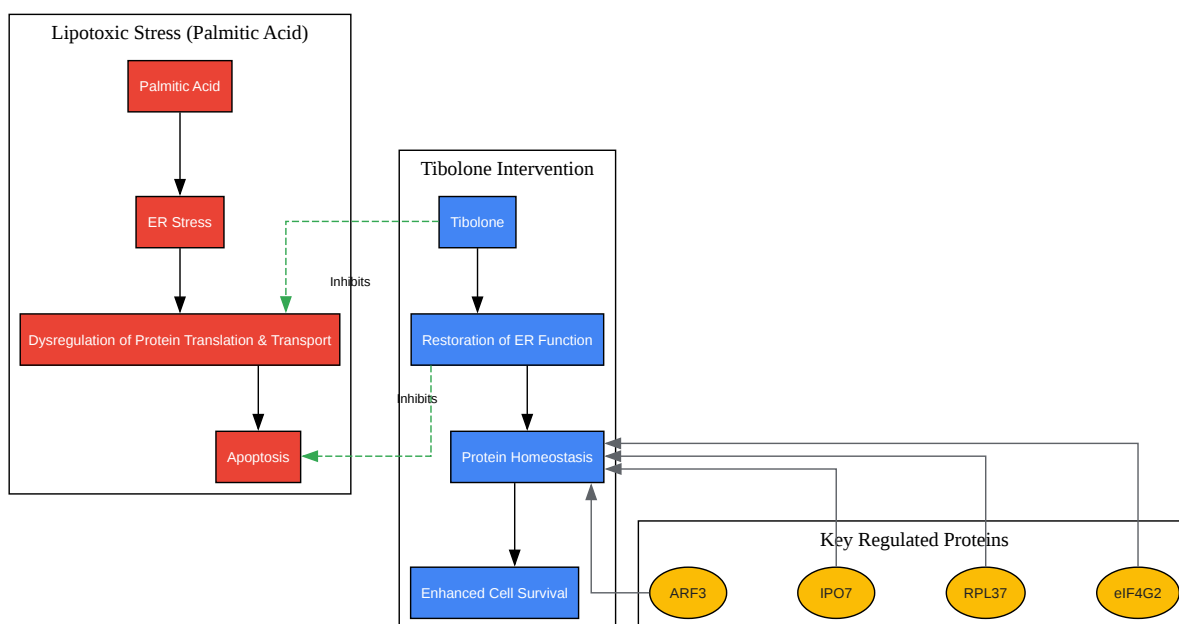 Lipotoxic Stress (Palmitic Acid)
Palmitic Acid
ER Stress
Inhibits
Dysregulation of Protein Translation & Transport
Apoptosis
Tibolone Intervention
Tibolone
Restoration of ER Function
Inhibits
Protein Homeostasis
Enhanced Cell Survival
Key Regulated Proteins
ARF3
IPO7
RPL37
eIF4G2